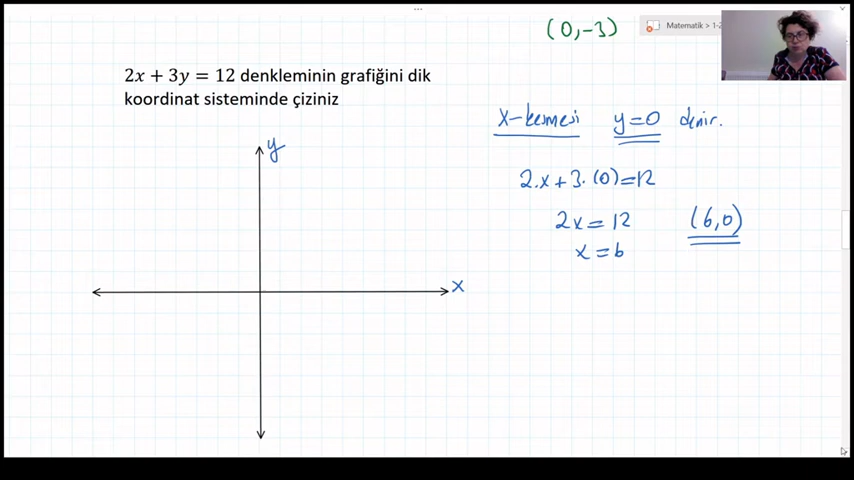 (0,-3)
Matematik > 1-2
2x + 3y = 12 denkleminin grafiğini dik
koordinat sisteminde çiziniz
x-kesmesi y=0 denir.
y
2.x+3.(0)=12
2x=12 (6,0)
x=6
x